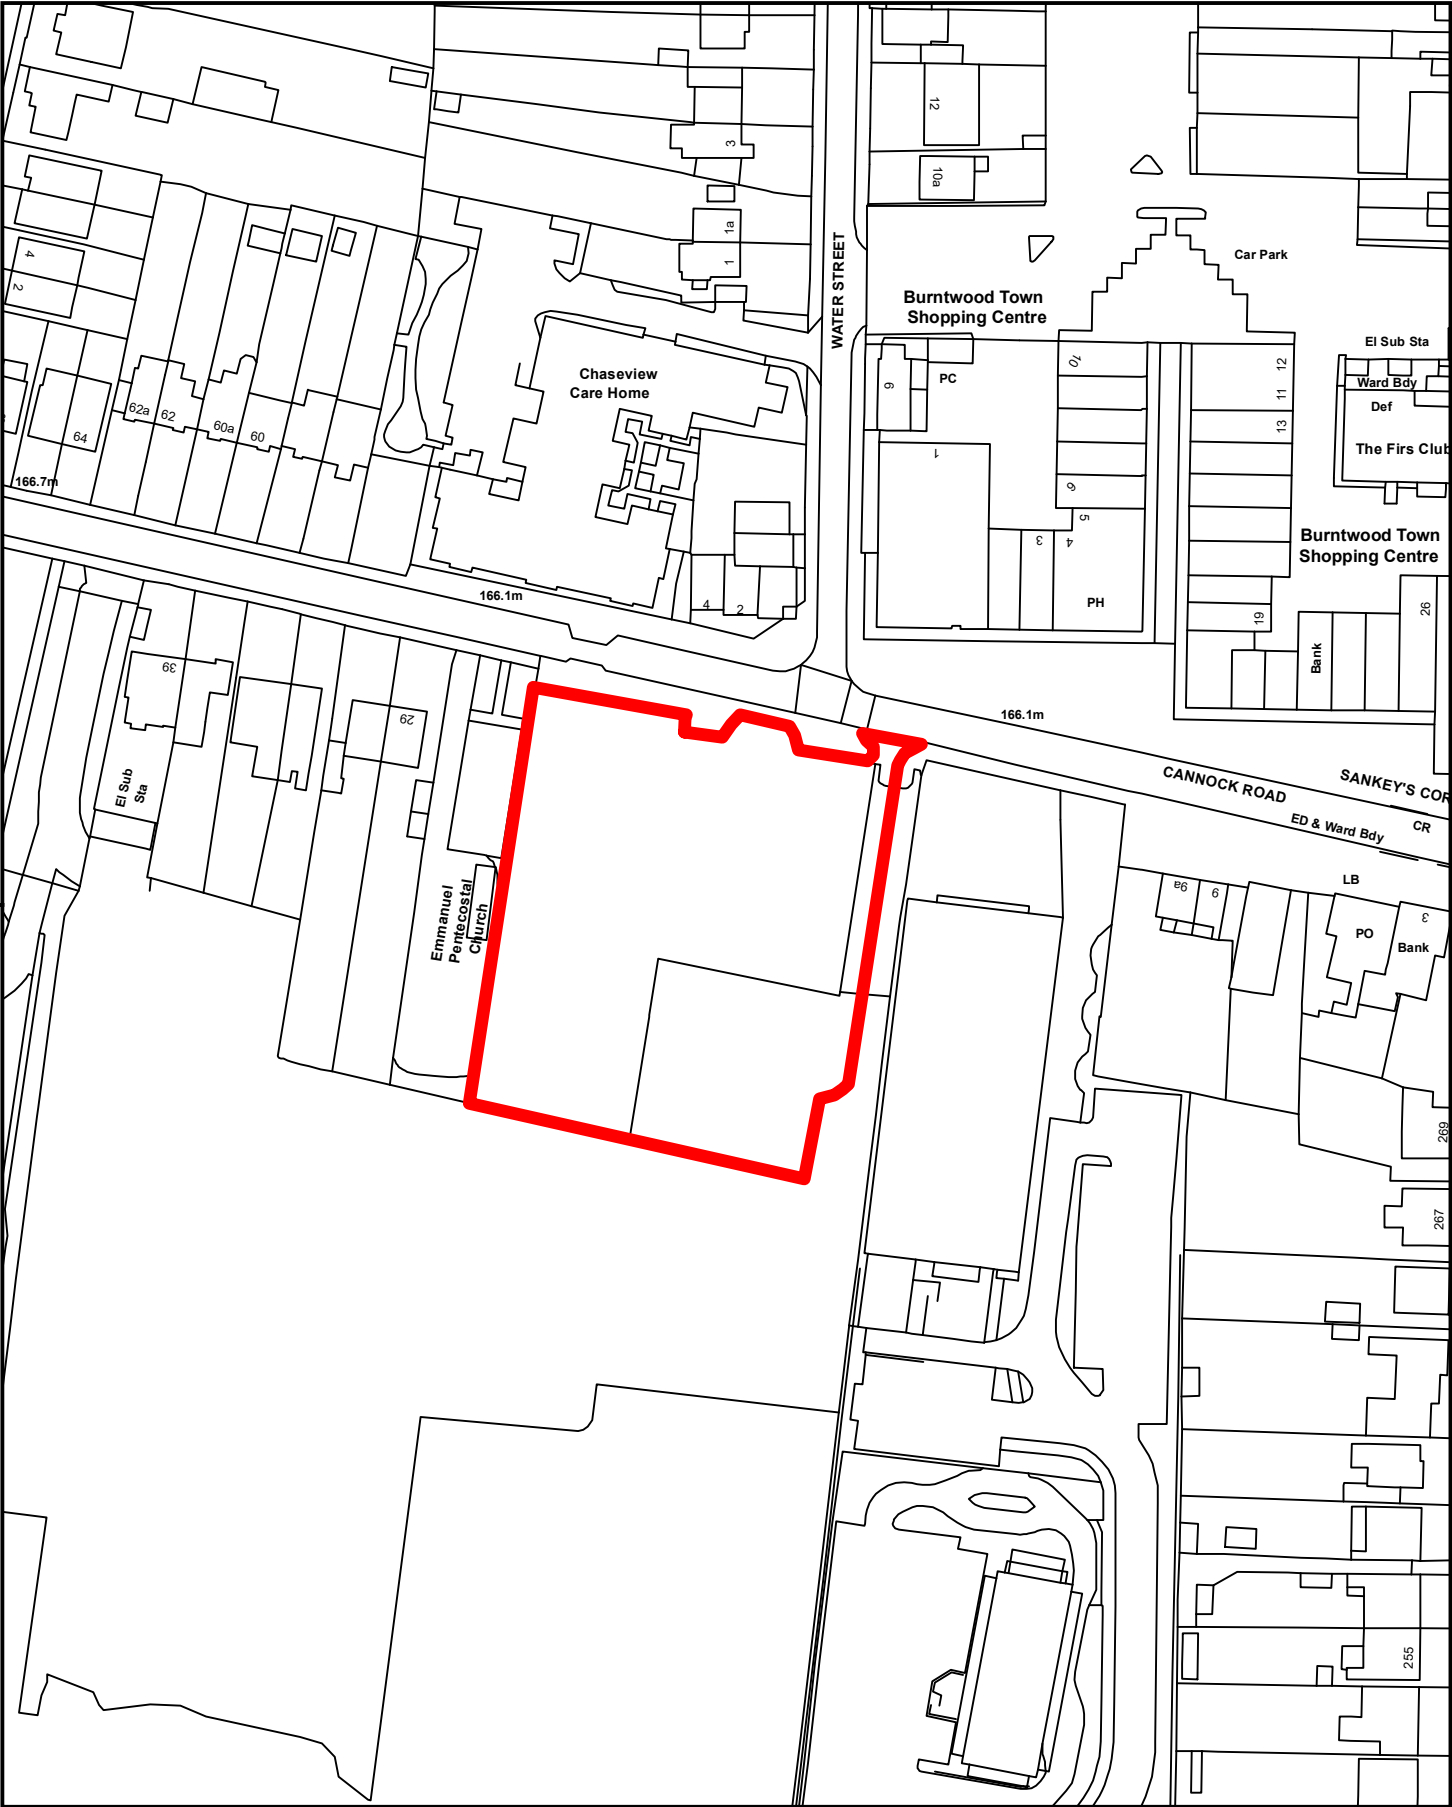 12
3
10a
1a
1
WATER STREET
Car Park
4
2
Burntwood Town
Shopping Centre
El Sub Sta
Chaseview
Care Home
PC
9
10
12
11
13
Ward Bdy
Def
The Firs Club
62a
62
60a
60
64
166.7m
1
6
5
4
3
Burntwood Town
Shopping Centre
166.1m
4
2
PH
19
Bank
26
39
29
166.1m
El Sub
Sta
CANNOCK ROAD
SANKEY'S COR
ED & Ward Bdy
CR
LB
9a
9
3
PO
Bank
Emmanuel
Pentecostal
Church
269
267
255